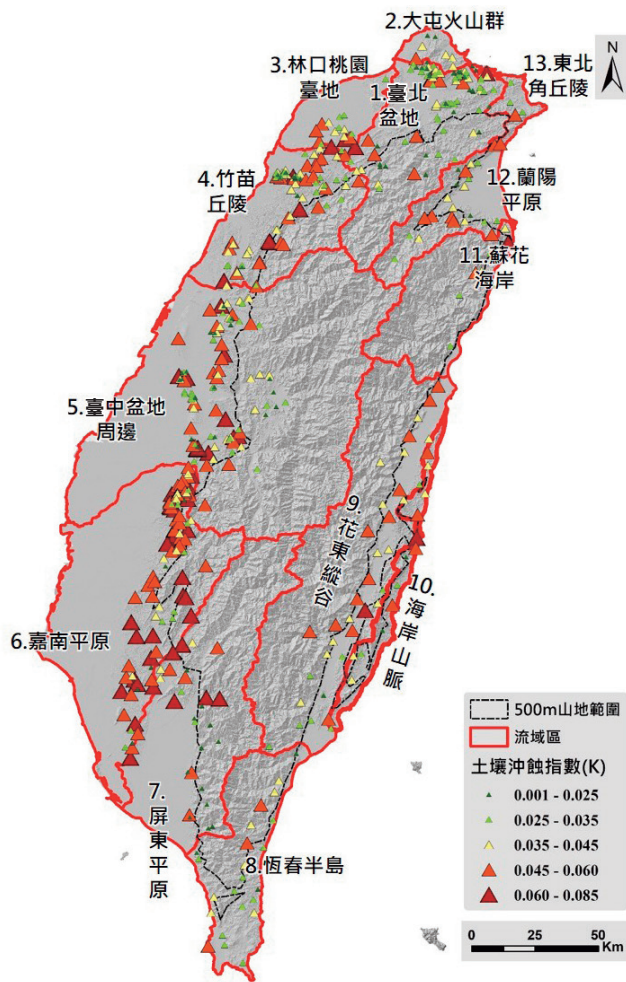 2.大屯火山群
3.林口桃園
臺地
1.臺北
盆地
13.東北
角丘陵
N
4.竹苗
丘陵
12.蘭陽
平原
11.蘇花
海岸
5.臺中盆地
周邊
9.花東縱谷
10.海岸山脈
6.嘉南平原
7.屏東平原
8.恆春半島
500m山地範圍
流域區
土壤沖蝕指數(K)
0.001 - 0.025
0.025 - 0.035
0.035 - 0.045
0.045 - 0.060
0.060 - 0.085
0 25 50
Km